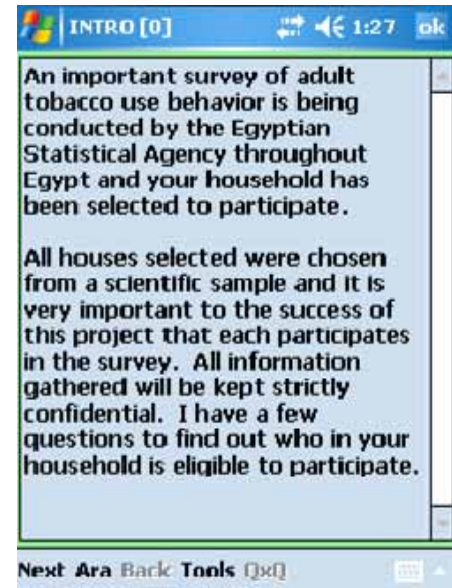 INTRO [0] 1:27 ok
An important survey of adult
tobacco use behavior is being
conducted by the Egyptian
Statistical Agency throughout
Egypt and your household has
been selected to participate.
All houses selected were chosen
from a scientific sample and it is
very important to the success of
this project that each participates
in the survey. All information
gathered will be kept strictly
confidential. I have a few
questions to find out who in your
household is eligible to participate.
Next Ara Back Tools QxQ